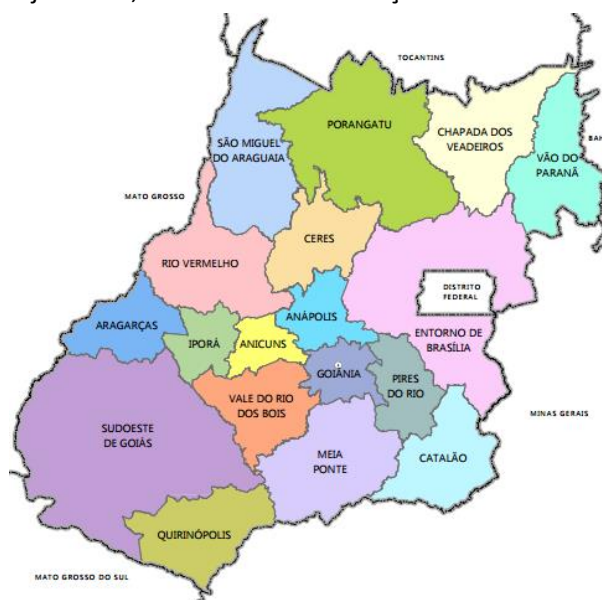 TOCANTINS
PORANGATU
CHAPADA DOS
VEADEIROS
SÃO MIGUEL
DO ARAGUAIA
VÃO DO
PARANÃ
MATO GROSSO
CERES
RIO VERMELHO
DISTRITO
FEDERAL
ANÁPOLIS
ARAGARÇAS
ENTORNO DE
BRASÍLIA
IPORÁ
ANICUNS
GOIÂNIA
PIRES
DO RIO
VALE DO RIO
DOS BOIS
MINAS GERAIS
SUDOESTE
DE GOIÁS
MEIA
PONTE
CATALÃO
QUIRINÓPOLIS
MATO GROSSO DO SUL